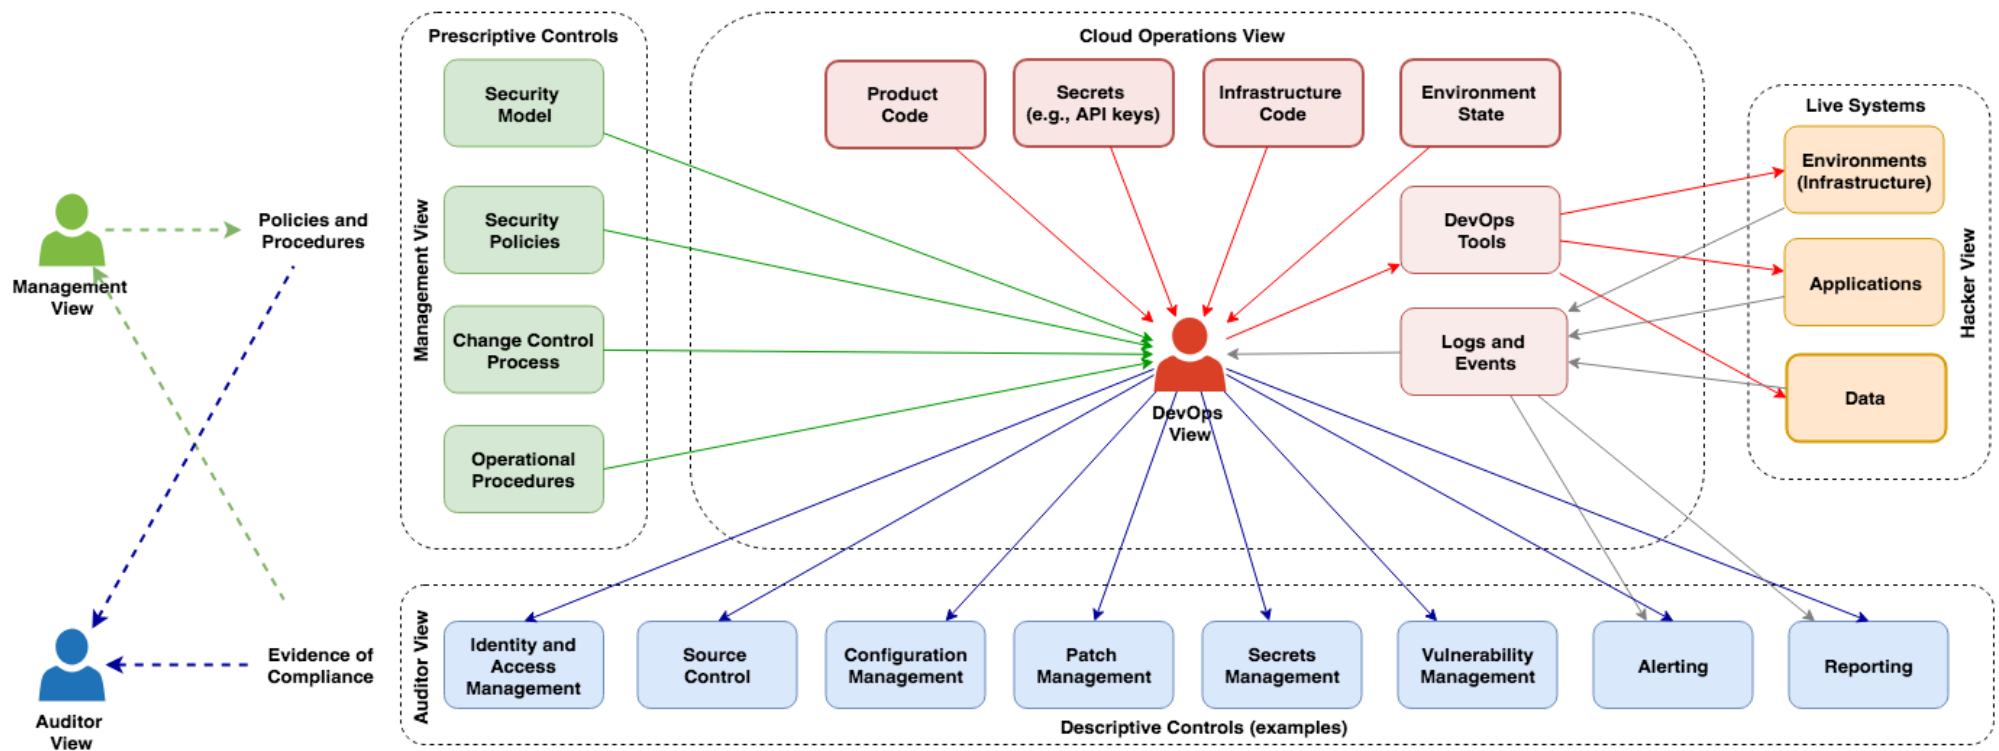 Prescriptive Controls
Cloud Operations View
Security
Model
Product
Code
Secrets
(e.g., API keys)
Infrastructure
Code
Environment
State
Live Systems
Environments
(Infrastructure)
Security
Policies
DevOps
Tools
Policies and
Procedures
Management
View
Management View
Applications
Hacker View
Change Control
Process
Logs and
Events
Data
DevOps
View
Operational
Procedures
Auditor View
Identity and
Access
Management
Source
Control
Configuration
Management
Patch
Management
Secrets
Management
Vulnerability
Management
Alerting
Reporting
Evidence of
Compliance
Auditor
View
Descriptive Controls (examples)